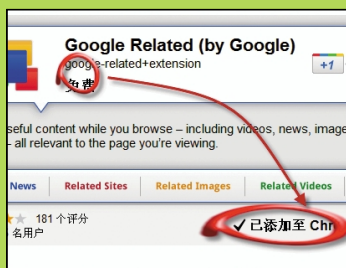 Google Related (by Google)
google-related+extension
+1
免费
seful content while you browse – including videos, news, image
– all relevant to the page you're viewing.
News Related Sites Related Images Related Videos
181 个评分
名用户
✓ 已添加至 Chr